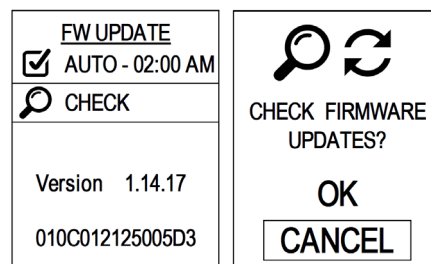 FW UPDATE
AUTO - 02:00 AM
CHECK
Version 1.14.17
010C012125005D3
CHECK FIRMWARE
UPDATES?
OK
CANCEL